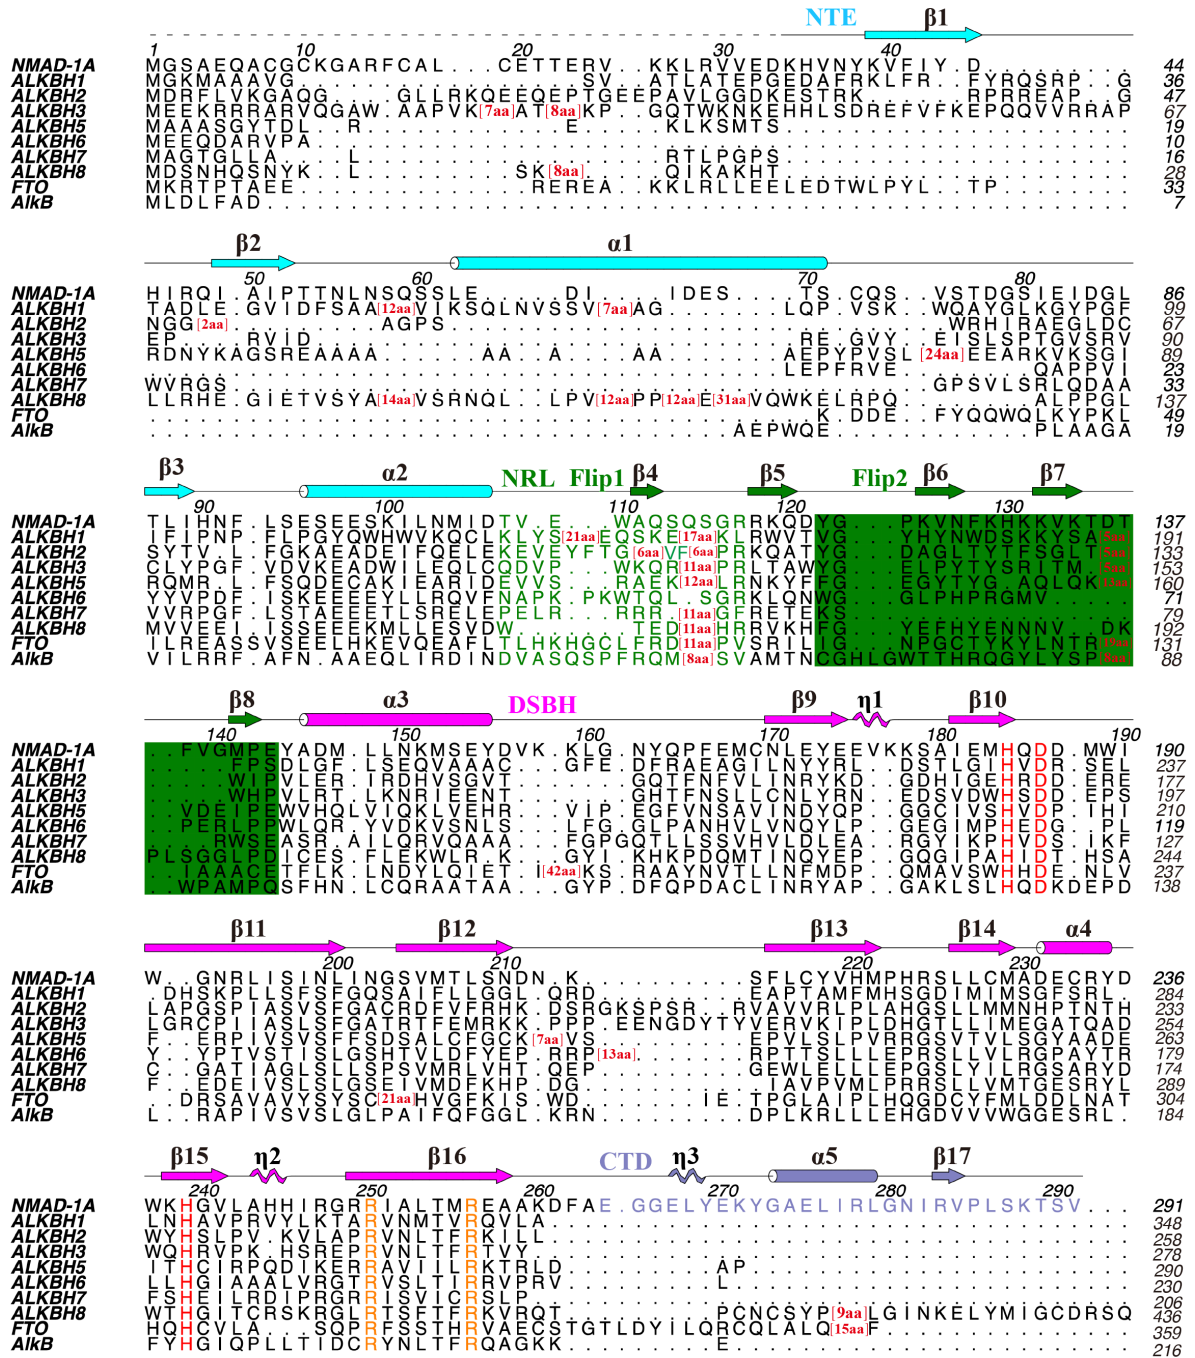 NTE β1
1 10 20 30 40
NMAD-1A MGSAEQACGCKGARFCAL...CETTERV..KKLRVVEDKHVNYKVFIY.D........ 44
ALKBH1 MGKMAAAVG................SV..ATLATEPGEDAFRKLFR..FYRQSRP..G 36
ALKBH2 MDRFLVKGAQG....GLLRKQEEQEPTGEEPAVLGGDKESTRK......RPRREAP..G 47
ALKBH3 MEEKRRRARVQGAW.AAPVK[7aa]AT[8aa]KP..GQTWKNKEHHLSDREFVFKEPQQVVRRAP 67
ALKBH5 MAAASGYTDL..R...........E.....KLKSMTS..................... 19
ALKBH6 MEEQDARVPA................................................ 10
ALKBH7 MAGTGLLA...L.................RTLPGPS..................... 16
ALKBH8 MDSNHQSNYK..L........SK[8aa].....QIKAKHT................... 28
FTO MKRTPTAEE.............REREA..KKLRLLEELEDTWLPYL..TP........ 33
AlkB MLDLFAD.................................................. 7
β2 α1
50 60 70 80
NMAD-1A HIRQI.AIPTTNLNSQSSLE.....DI....IDES....TS.CQS..VSTDGSIEIDGL 86
ALKBH1 TADLE.GVIDFSAA[12aa]VIKSQLNVSSV[7aa]AG.......LQP.VSK..WQAYGLKGYPGF 99
ALKBH2 NGG[2aa].........AGPS...........................WRHIRAEGLDC 67
ALKBH3 EP....RVID..........................RE.GVY..EISLSPTGVSRV 90
ALKBH5 RDNYKAGSREAAAA......AA..A....AA.......AEPYPVSL[24aa]EEARKVKSGI 89
ALKBH6 ......................................LEPFRVE........QAPPVI 23
ALKBH7 WVRGS..........................................GPSVLSRLQDAA 33
ALKBH8 LLRHE.GIETVSYA[14aa]VSRNQL..LPV[12aa]PP[12aa]E[31aa]VQWKELRPQ....ALPPGL 137
FTO ........................................K.DDE.FYQQWQLKYPKL 49
AlkB ...................................AEPWQE............PLAAGA 19
β3 α2 NRL Flip1 β4 β5 Flip2 β6 β7
90 100 110 120 130
NMAD-1A TLIHNF.LSESEESKILNMIDTV.E...WAQSQSGRRKQDYG...PKVNFKHKKVKTDT 137
ALKBH1 IFIPNP.LLPGYQWHWVKQCLKLYS[21aa]EQSKE[17aa]KLRWVTVG...YHYNWDSKKYSA[5aa] 191
ALKBH2 SYTV.L.FGKAEADEIFQELEKEVEYFTG[6aa]VF[6aa]PRKQATYG...DAGLTYTFSGLT[5aa] 133
ALKBH3 CLYPGF.VDVKEADWILEQLCQDVP...WKQR[11aa]PRLTAWYG...ELPYTYSRITM.[5aa] 153
ALKBH5 RQMR.L.FSQDECAKIEARIDEVVS...RAEK[12aa]LRNKYFFG...EGYTYG.AQLQK[3aa] 160
ALKBH6 YYVPDF.ISKEEEEYLLRQVFNAPK.PKWTQL.SGRKLQNWG...GLPHPRGMV.... 71
ALKBH7 VVRPGF.LSTAEEETLSRELEPELR...RRR.[11aa]GFRETEKS.............. 79
ALKBH8 MVVEEI.ISSEEEKMLLESVDW......TED[11aa]HRRVKHFG...YEFHYENNNV..DK 192
FTO ILREASSVSEELHKEVQEAFLTLHKHGCLFRD[11aa]PVSRILIG...NPGCTYKYLNTR[19aa] 131
AlkB VILRRF.AFN.AAEQLIRDINDVASQSPFRQM[8aa]SVAMTNCGHLGWTTHRQGYLYSP[8aa] 88
β8 α3 DSBH β9 η1 β10
140 150 160 170 180 190
NMAD-1A ..FVGMPEYADM.LLNKMSEYDVK.KLG.NYQPFEMCNLEYEEVKKSAIEMHQDD.MWI 190
ALKBH1 .....FPSDLGF.LSEQVAAAC...GFE.DFRAEAGILNYYRL..DSTLGIHVDR.SEL 237
ALKBH2 .....WIPVLER.IRDHVSGVT.......GQTFNFVLINRYKD..GDHIGEHRDD.ERE 177
ALKBH3 .....WHPVLRT.LKNRIEENT.......GHTFNSLLCNLYRN..EDSVDWHSDD.EPS 197
ALKBH5 ..VDEIPEWVHQLVIQKLVEHR...VIP.EGFVNSAVINDYQP..GGCIVSHVDP.IHI 210
ALKBH6 ..PERLPPWLQR.YVDKVSNLS...LFG.GLPANHVLVNQYLP..GEGIMPHEDG..PL 119
ALKBH7 ....RWSEASR.AILQRVQAAA...FGPGQTLLSSVHVLDLEA..RGYIKPHVDS.IKF 127
ALKBH8 PLSGGLPDICES.FLEKWLR.K...GYI.KHKPDQMTINQYEP..GQGIPAHIDT.HSA 244
FTO ..IAAACETFLK.LNDYLQIET.I[42aa]KS.RAAYNVTLLNFMDP..QMAVSWHHDE.NLV 237
AlkB ..WPAMPQSFHN.LCQRAATAA...GYP.DFQPDACLINRYAP..GAKLSLHQDKDEPD 138
β11 β12 β13 β14 α4
200 210 220 230
NMAD-1A W..GNRLISINLINGSVMTLSNDN.K..........SFLCYVHMPHRSLLCMADECRYD 236
ALKBH1 .DHSKPLLSFSFGQSAIFLLGGL.QRD.........EAPTAMFMHSGDIMIMSGFSRL. 284
ALKBH2 LAPGSPIASVSFGACRDFVFRHK.DSRGKSPSR..RVAVVRLPLAHGSLLMMNHPTNTH 233
ALKBH3 LGRCPIIASLSFGATRTFEMRKK.PPP.EENGDYTYVERVKIPLDHGTLLIMEGATQAD 254
ALKBH5 F..ERPIVSVSFFSDSALCFGCK[7aa]VS.........EPVLSLPVRRGSVTVLSGYAADE 263
ALKBH6 Y..YPTVSTISLGSHTVLDFYEP.RRP[13aa]......RPTTSLLLEPRSLLVLRGPAYTR 179
ALKBH7 C..GATIAGLSLLSPSVMRLVHT.QEP.........GEWLELLLEPGSLYILRGSARYD 174
ALKBH8 F..EDEIVSLSLGSEIVMDFKHP.DG...........IAVPVMLPRRSLLVMTGESRYL 289
FTO ..DRSAVAVYSYSC[21aa]HVGFKIS.WD......IE.TPGLAIPLHQGDCYFMLDDLNAT 304
AlkB L..RAPIVSVSLGLPAIFQFGGL.KRN.........DPLKRLLLEHGDVVVWGGESRL. 184
β15 η2 β16 CTD η3 α5 β17
240 250 260 270 280 290
NMAD-1A WKHGVLAHHIRGRRIALTMREAAKDFAEGGELYEKYGAELIRLGNIRVPLSKTSV... 291
ALKBH1 LNHAVPRVYLKTARVNMTVRQVLA................................... 348
ALKBH2 WYHSLPV.KVLAPRVNLTFRKILL................................... 258
ALKBH3 WQHRVPK.HSREPRVNLTFRTVY.................................... 278
ALKBH5 ITHCIRPQDIKERRAVIILRKTRLD.........AP....................... 290
ALKBH6 LLHGIAAALVRGTRVSLTIRRVPRV.........L........................ 230
ALKBH7 FSHEILRDIPRGRRISVICRSLP.................................... 206
ALKBH8 WTHGITCRSKRGLRTSFTFRKVRQT.........PCNCSYP[9aa]LGINKELYMIGCDRSQ 436
FTO HQHCVLA...SQPRFSSTHRVAECSTGTLDYILQRCQLALQ[15aa]F............... 359
AlkB FYHGIQPLLTIDCRYNLTFRQAGKK.........E........................ 216